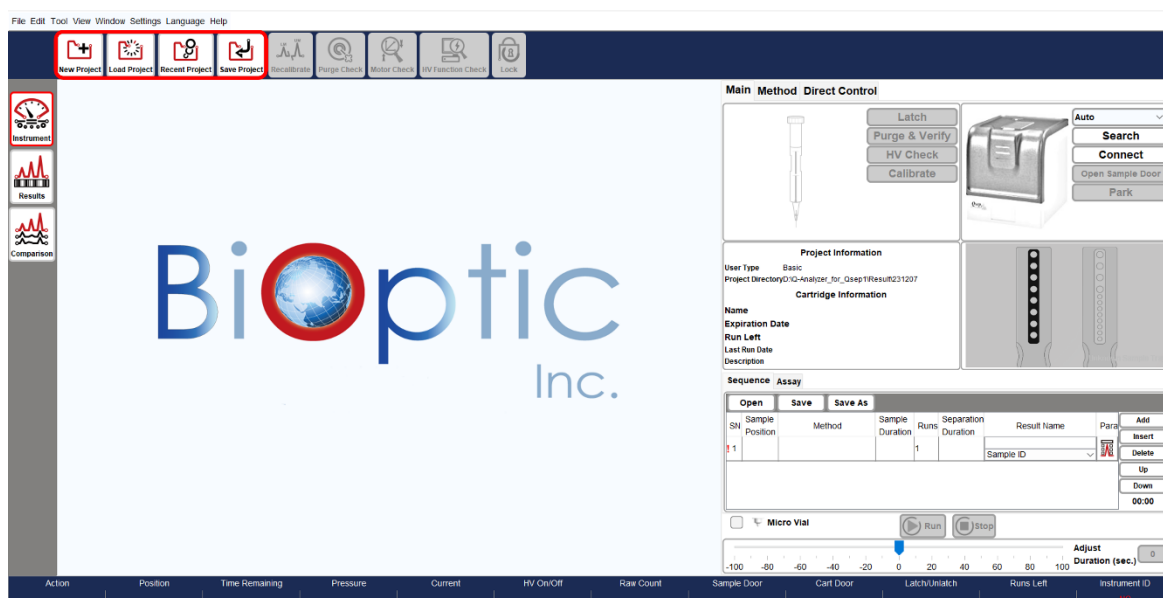 File Edit Tool View Window Settings Language Help
New Project Load Project Recent Project Save Project Recalibrate Purge Check Motor Check HV Function Check Lock
Instrument
Results
Comparison
BiOptic
Inc.
Main Method Direct Control
Latch
Purge & Verify
HV Check
Calibrate
Auto
Search
Connect
Open Sample Door
Park
Project Information
User Type Basic
Project Directory D:\Q-Analyzer_for_Qsep1\Result\231207
Cartridge Information
Name
Expiration Date
Run Left
Last Run Date
Description
Sequence Assay
Open Save Save As
SN Sample Position Method Sample Duration Runs Separation Duration Result Name Para
! 1 1 Sample ID
Add
Insert
Delete
Up
Down
00:00
Micro Vial
Run Stop
-100 -80 -60 -40 -20 0 20 40 60 80 100
Adjust
Duration (sec.) 0
Action Position Time Remaining Pressure Current HV On/Off Raw Count Sample Door Cart Door Latch/Unlatch Runs Left Instrument ID